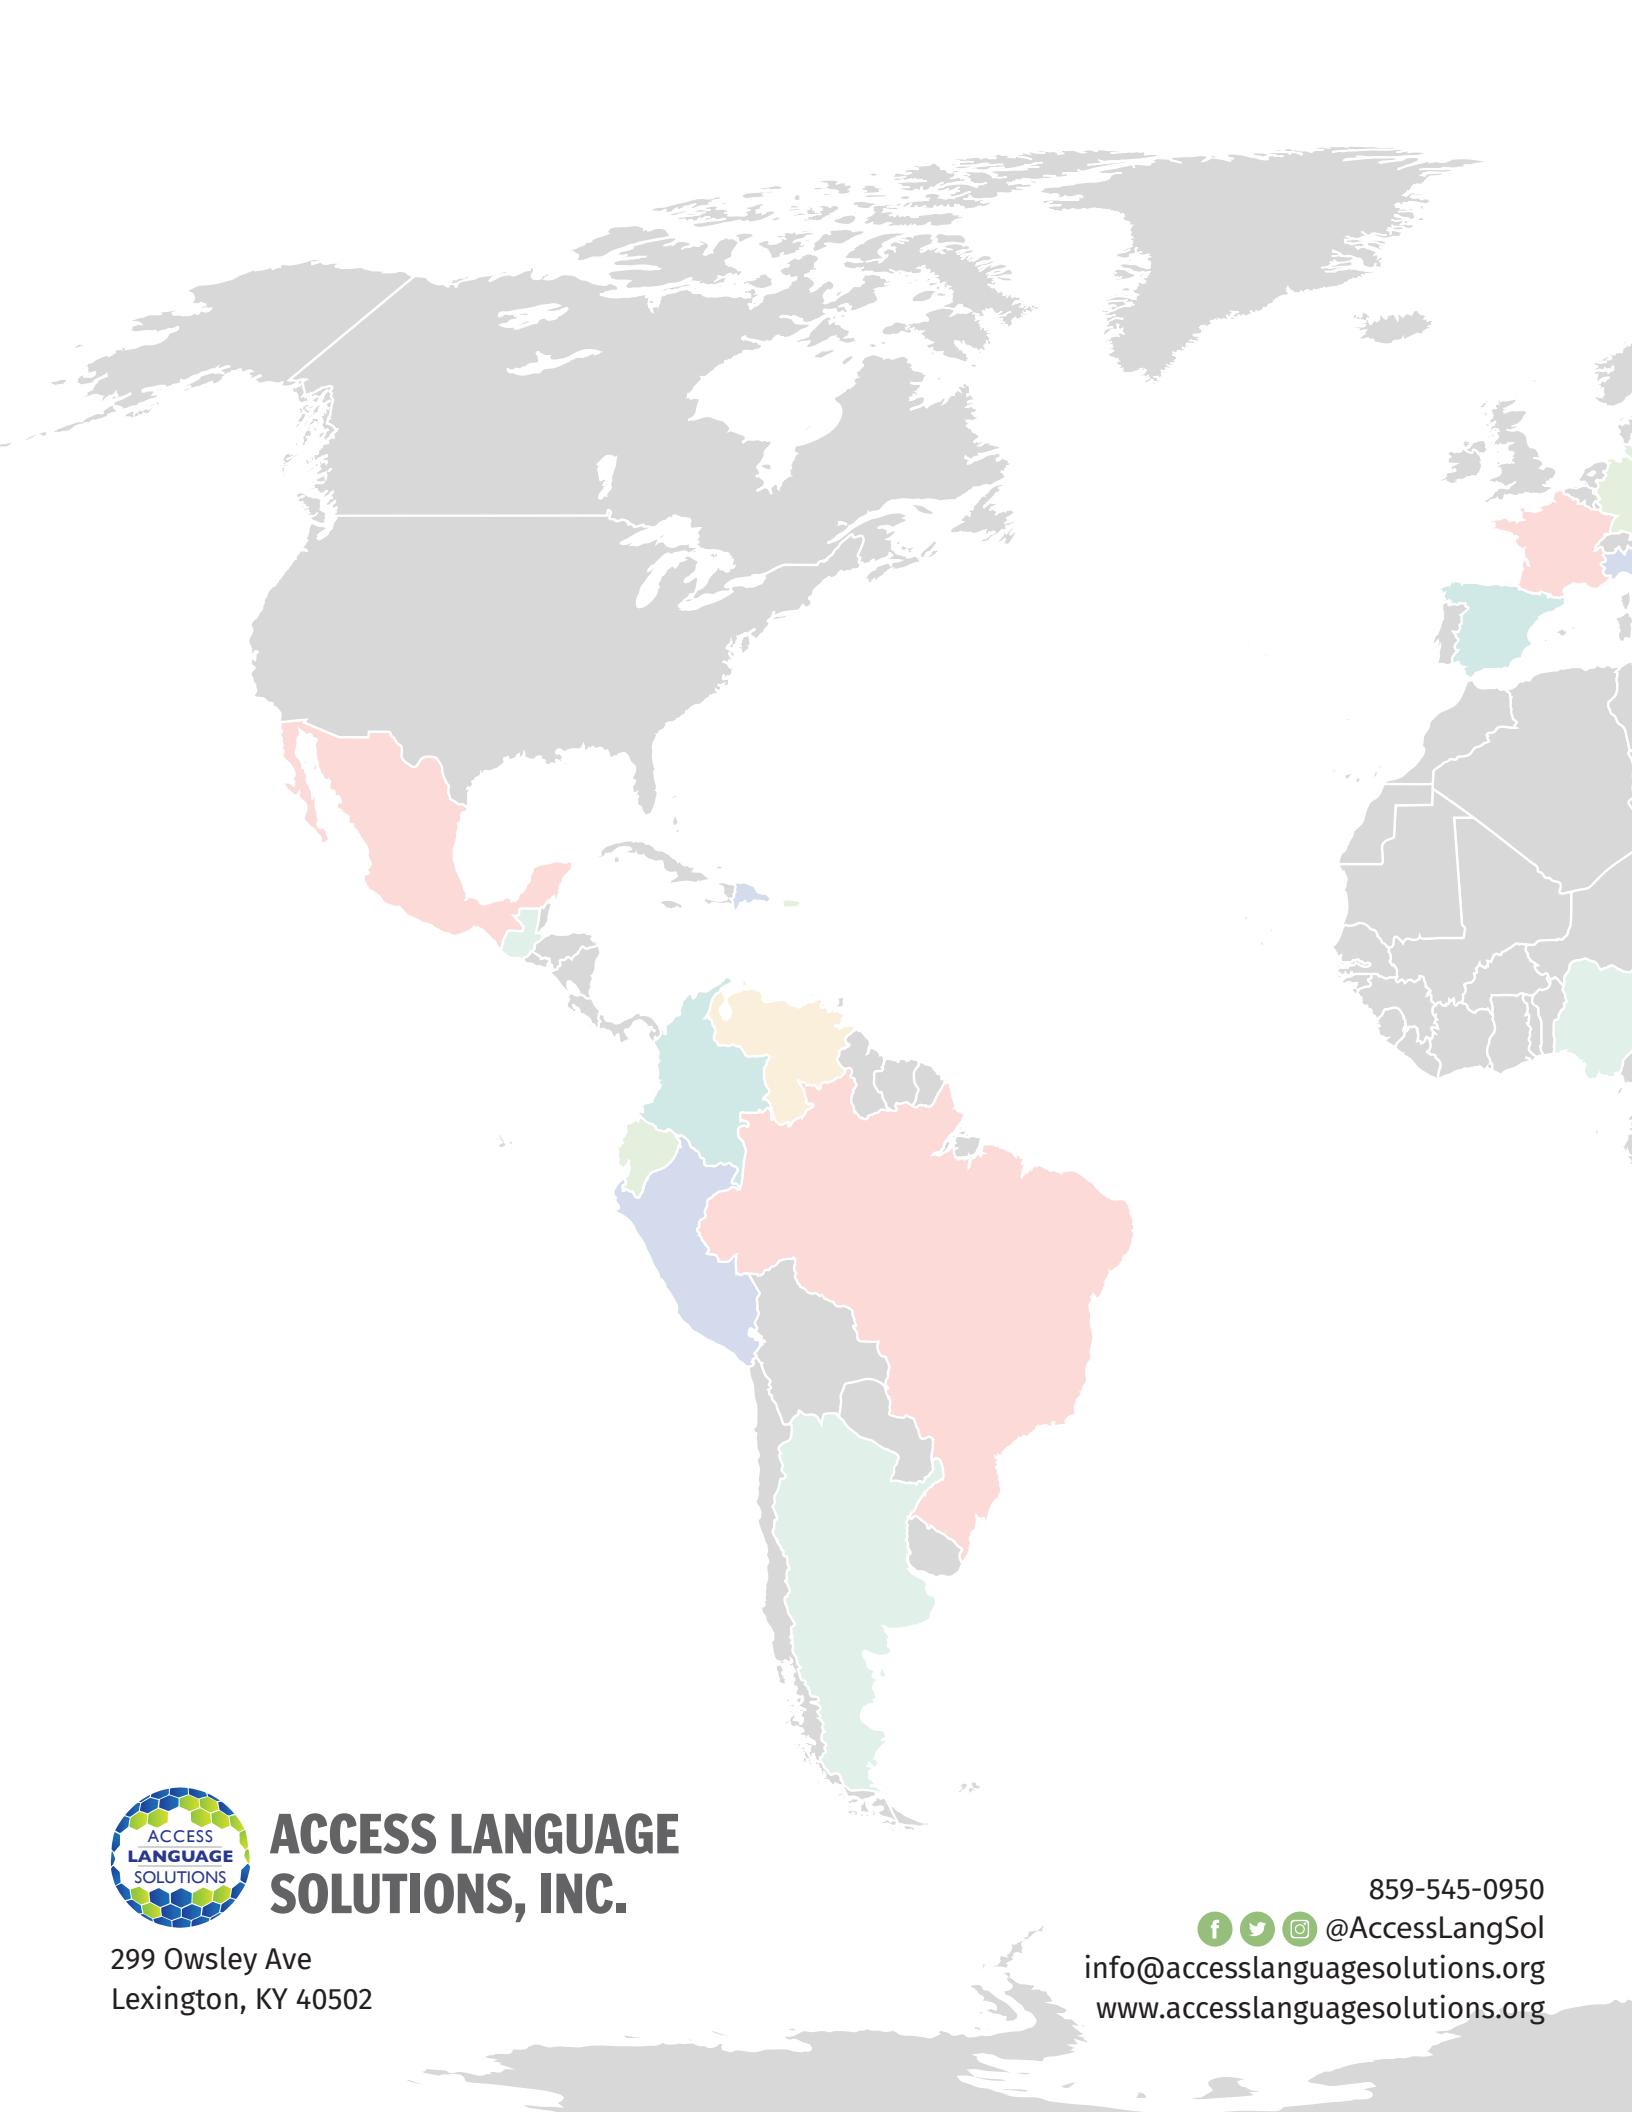 ACCESS
LANGUAGE
SOLUTIONS
ACCESS LANGUAGE
SOLUTIONS, INC.
299 Owsley Ave
Lexington, KY 40502
859-545-0950
@AccessLangSol
info@accesslanguagesolutions.org
www.accesslanguagesolutions.org